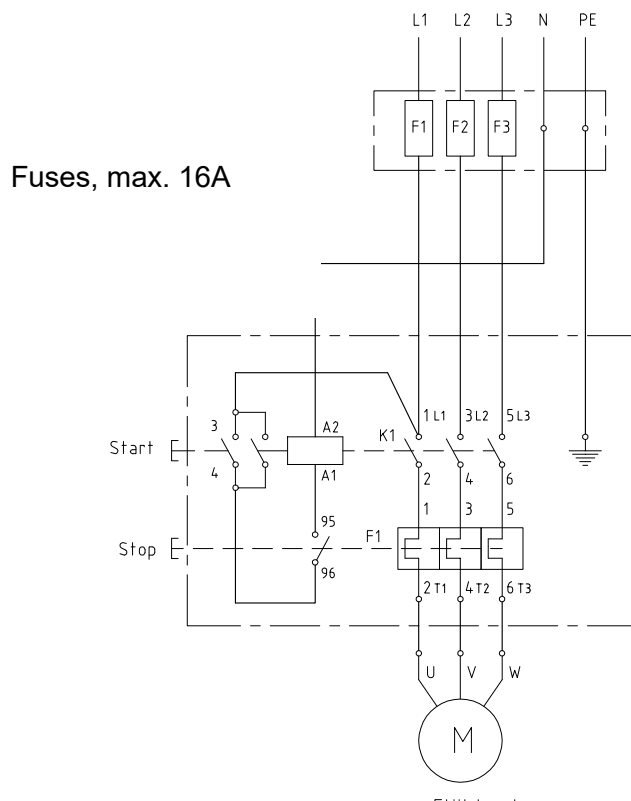 L1 L2 L3 N PE
F1 F2 F3
Fuses, max. 16A
1 L1 3 L2 5 L3
3 A2 K1
Start
4 A1 2 4 6
1 3 5
95
Stop F1
96
2 T1 4 T2 6 T3
U V W
M